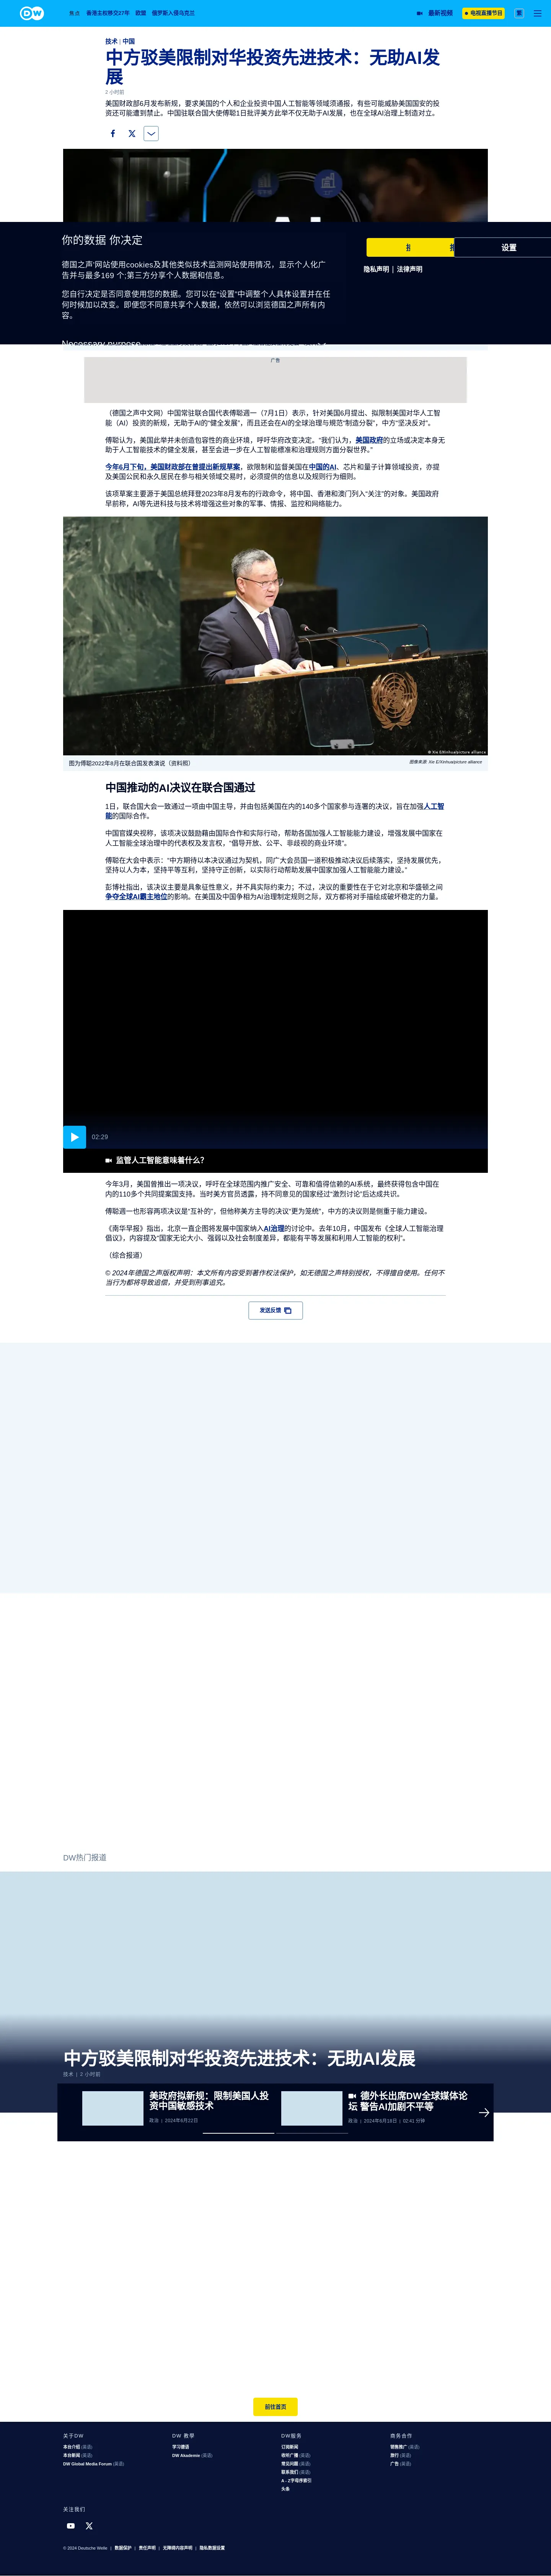 DW
焦点 香港主权移交27年 欧盟 俄罗斯入侵乌克兰
最新视频 电视直播节目 繁
技术 | 中国
中方驳美限制对华投资技术：无助AI发
展
2 小时前
美国财政部6月发布新规，要求美国的个人和企业投资中国人工智能等领域须通报，有些可能威胁美国国安的投
资还可能遭到禁止。中国驻联合国大使傅聪1日批评美方此举不仅无助于AI发展，也在全球AI治理上制造对立。
你的数据 你决定
德国之声'网站使用cookies及其他类似技术监测网站使用情况，显示个人化广
告并与最多169 个;第三方分享个人数据和信息。
您自行决定是否同意使用您的数据。您可以在“设置”中调整个人具体设置并在
任何时候加以改变。即便您不同意共享个人数据，依然可以浏览德国之声所有内
容。
设置
隐私声明 | 法律声明
Necessary purpose
广告
（德国之声中文网）中国常驻联合国代表傅聪週一（7月1日）表示，针对美国6月提出、拟限制美国对华人工智
能（AI）投资的新规，无助于AI的“健全发展”，而且还会在AI的全球治理与规范“制造分裂”，中方“坚决反对”。
傅聪认为，美国此举并未创造包容性的商业环境，呼吁华府改变决定。“我们认为，美国政府的立场或决定本身无
助于人工智能技术的健全发展，甚至会进一步在人工智能标准和治理规则方面分裂世界。”
今年6月下旬，美国财政部在曾提出新规草案，欲限制和监督美国在中国的AI、芯片和量子计算领域投资，亦提
及美国公民和永久居民在参与相关领域交易时，必须提供的信息以及规则行为细则。
该项草案主要源于美国总统拜登2023年8月发布的行政命令，将中国、香港和澳门列入“关注”的对象。美国政府
早前称，AI等先进科技与技术将增强这些对象的军事、情报、监控和网络能力。
© Xie E/Xinhua/picture alliance
图为傅聪2022年8月在联合国发表演说（资料照）
图像来源: Xie E/Xinhua/picture alliance
中国推动的AI决议在联合国通过
1日，联合国大会一致通过一项由中国主导，并由包括美国在内的140多个国家参与连署的决议，旨在加强人工智
能的国际合作。
中国官媒央视称，该项决议鼓励藉由国际合作和实际行动，帮助各国加强人工智能能力建设，增强发展中国家在
人工智能全球治理中的代表权及发言权，“倡导开放、公平、非歧视的商业环境”。
傅聪在大会中表示：“中方期待以本决议通过为契机，同广大会员国一道积极推动决议后续落实，坚持发展优先，
坚持以人为本，坚持平等互利，坚持守正创新，以实际行动帮助发展中国家加强人工智能能力建设。”
彭博社指出，该决议主要是具象征性意义，并不具实际约束力；不过，决议的重要性在于它对北京和华盛顿之间
争夺全球AI霸主地位的影响。在美国及中国争相为AI治理制定规则之际，双方都将对手描绘成破坏稳定的力量。
02:29
监管人工智能意味着什么？
今年3月，美国曾推出一项决议，呼吁在全球范围内推广安全、可靠和值得信赖的AI系统，最终获得包含中国在
内的110多个共同提案国支持。当时美方官员透露，持不同意见的国家经过“激烈讨论”后达成共识。
傅聪週一也形容两项决议是“互补的”，但他称美方主导的决议“更为笼统”，中方的决议则是侧重于能力建设。
《南华早报》指出，北京一直企图将发展中国家纳入AI治理的讨论中。去年10月，中国发布《全球人工智能治理
倡议》，内容提及“国家无论大小、强弱以及社会制度差异，都能有平等发展和利用人工智能的权利”。
（综合报道）
© 2024年德国之声版权声明：本文所有内容受到著作权法保护，如无德国之声特别授权，不得擅自使用。任何不
当行为都将导致追偿，并受到刑事追究。
发送反馈
DW热门报道
中方驳美限制对华投资技术：无助AI发展
技术 | 2 小时前
美政府拟新规：限制美国人投
资中国敏感技术
政治 | 2024年6月22日
德外长出席DW全球媒体论
坛 警告AI加剧不平等
政治 | 2024年6月18日 | 02:41 分钟
前往首页
关于DW
本台介绍 (英语)
本台新闻 (英语)
DW Global Media Forum (英语)
DW 教學
学习德语
DW Akademie (英语)
DW服务
订阅新闻
收听广播 (英语)
常见问题 (英语)
联系我们 (英语)
A - Z字母序索引
头条
商务合作
销售推广 (英语)
旅行 (英语)
广告 (英语)
关注我们
© 2024 Deutsche Welle | 数据保护 | 责任声明 | 无障碍内容声明 | 隐私数据设置